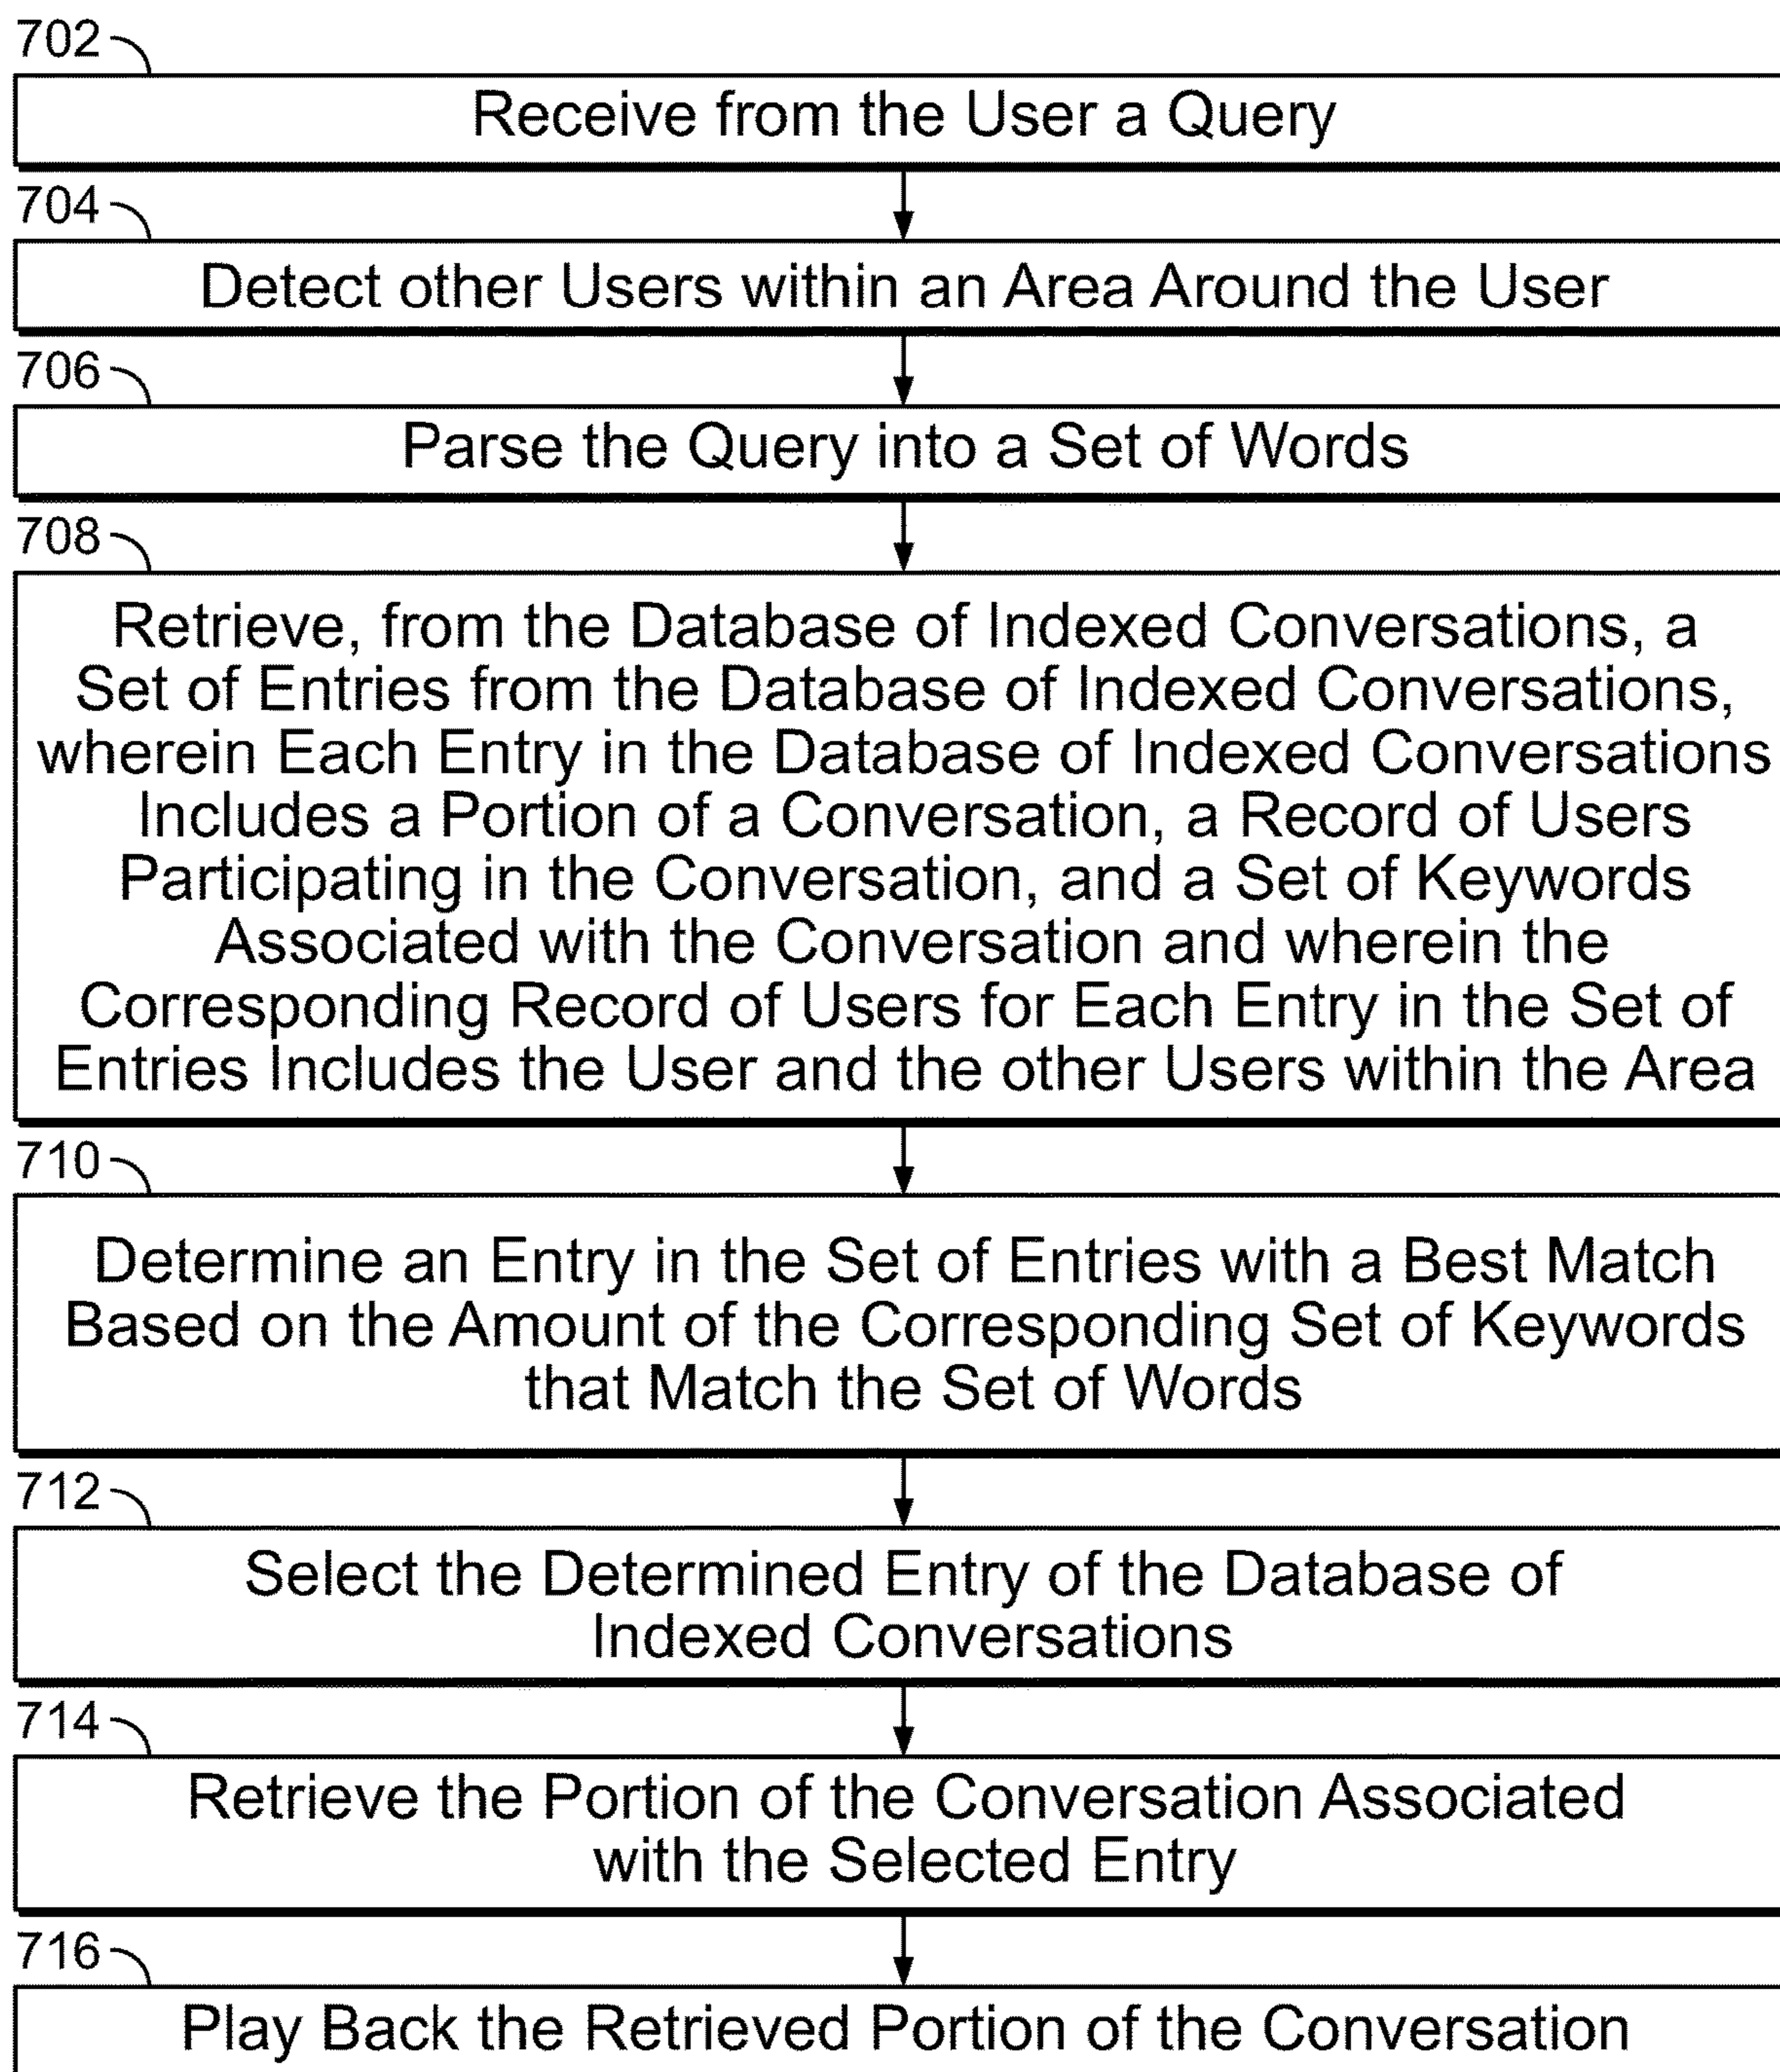 702
Receive from the User a Query
704
Detect other Users within an Area Around the User
706
Parse the Query into a Set of Words
708
Retrieve, from the Database of Indexed Conversations, a
Set of Entries from the Database of Indexed Conversations,
wherein Each Entry in the Database of Indexed Conversations
Includes a Portion of a Conversation, a Record of Users
Participating in the Conversation, and a Set of Keywords
Associated with the Conversation and wherein the
Corresponding Record of Users for Each Entry in the Set of
Entries Includes the User and the other Users within the Area
710
Determine an Entry in the Set of Entries with a Best Match
Based on the Amount of the Corresponding Set of Keywords
that Match the Set of Words
712
Select the Determined Entry of the Database of
Indexed Conversations
714
Retrieve the Portion of the Conversation Associated
with the Selected Entry
716
Play Back the Retrieved Portion of the Conversation